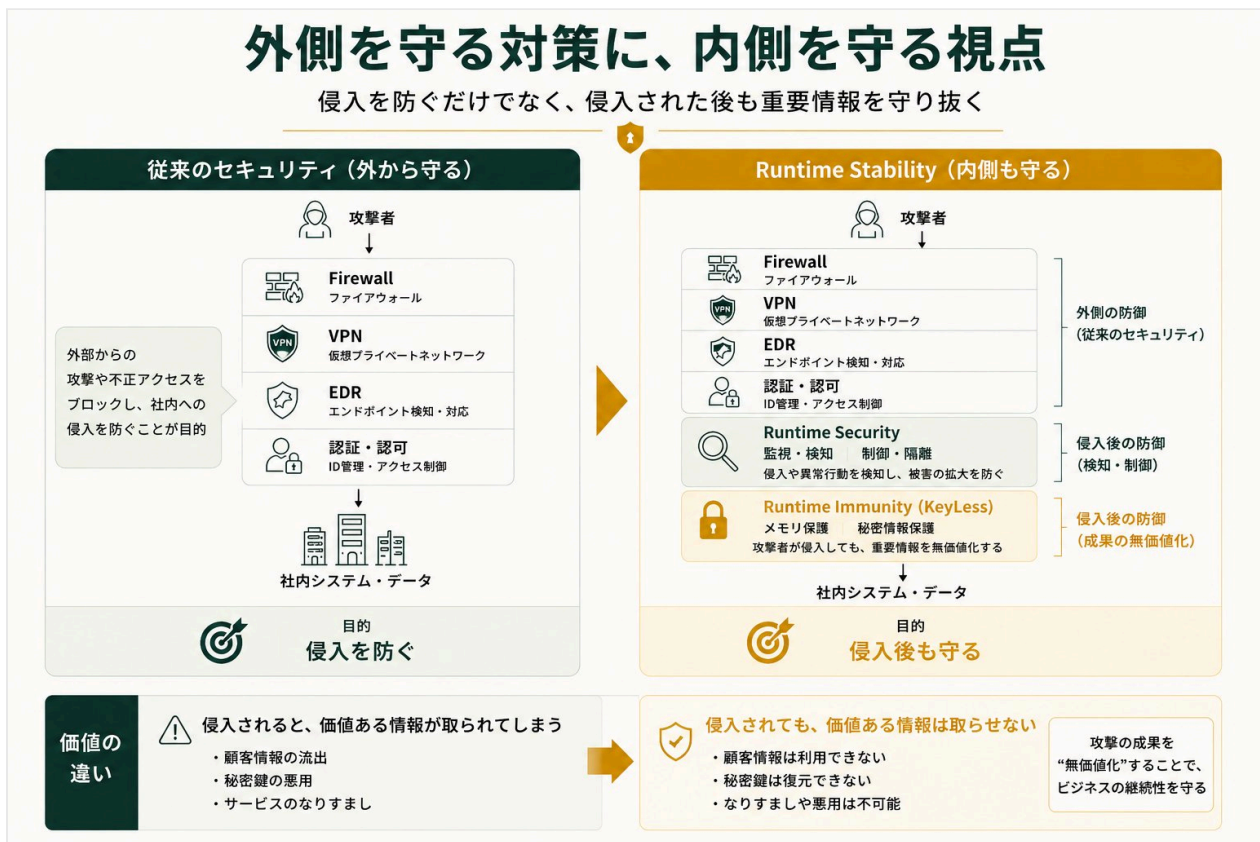 外側を守る対策に、内側を守る視点
侵入を防ぐだけでなく、侵入された後も重要情報を守り抜く
従来のセキュリティ（外から守る）
攻撃者
Firewall
ファイアウォール
VPN
VPN
仮想プライベートネットワーク
EDR
エンドポイント検知・対応
認証・認可
ID管理・アクセス制御
外部からの
攻撃や不正アクセスを
ブロックし、社内への
侵入を防ぐことが目的
社内システム・データ
目的
侵入を防ぐ
Runtime Stability（内側も守る）
攻撃者
Firewall
ファイアウォール
VPN
VPN
仮想プライベートネットワーク
EDR
エンドポイント検知・対応
認証・認可
ID管理・アクセス制御
外側の防御
（従来のセキュリティ）
Runtime Security
監視・検知 制御・隔離
侵入や異常行動を検知し、被害の拡大を防ぐ
侵入後の防御
（検知・制御）
Runtime Immunity (KeyLess)
メモリ保護 秘密情報保護
攻撃者が侵入しても、重要情報を無価値化する
侵入後の防御
（成果の無価値化）
社内システム・データ
目的
侵入後も守る
価値の
違い
侵入されると、価値ある情報が取られてしまう
・顧客情報の流出
・秘密鍵の悪用
・サービスのなりすまし
侵入されても、価値ある情報は取らせない
・顧客情報は利用できない
・秘密鍵は復元できない
・なりすましや悪用は不可能
攻撃の成果を
“無価値化”することで、
ビジネスの継続性を守る